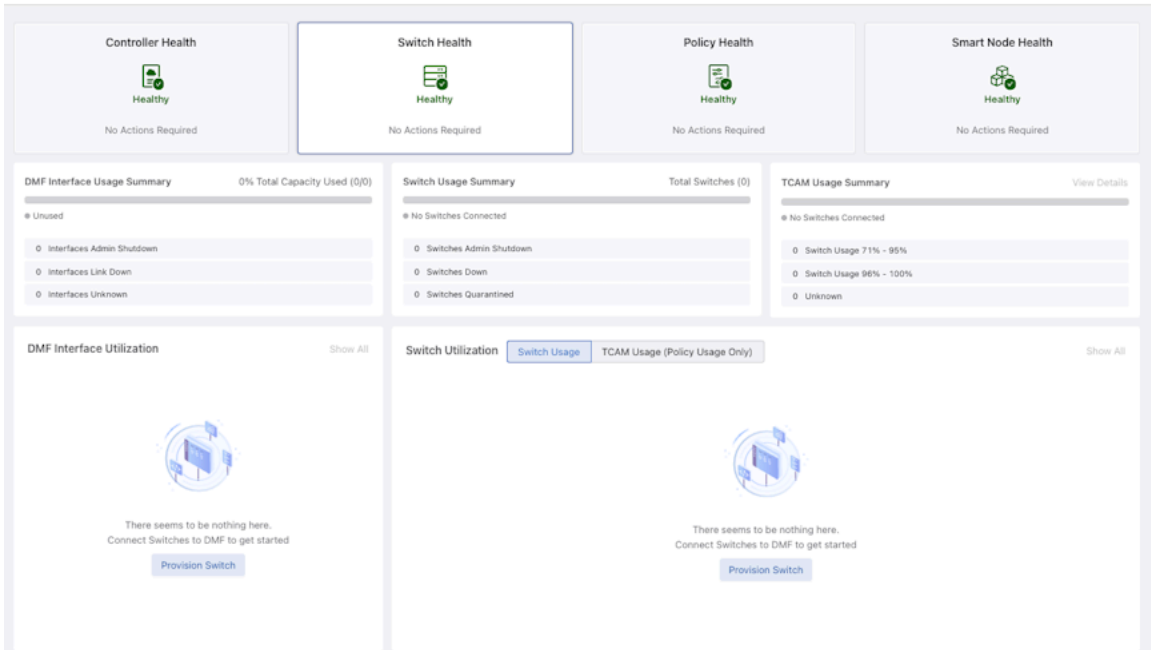 Controller Health
Healthy
No Actions Required
Switch Health
Healthy
No Actions Required
Policy Health
Healthy
No Actions Required
Smart Node Health
Healthy
No Actions Required
DMF Interface Usage Summary
0% Total Capacity Used (0/0)
Unused
0 Interfaces Admin Shutdown
0 Interfaces Link Down
0 Interfaces Unknown
Switch Usage Summary
Total Switches (0)
No Switches Connected
0 Switches Admin Shutdown
0 Switches Down
0 Switches Quarantined
TCAM Usage Summary
View Details
No Switches Connected
0 Switch Usage 71% - 95%
0 Switch Usage 96% - 100%
0 Unknown
DMF Interface Utilization
Show All
There seems to be nothing here.
Connect Switches to DMF to get started
Provision Switch
Switch Utilization
Switch Usage
TCAM Usage (Policy Usage Only)
Show All
There seems to be nothing here.
Connect Switches to DMF to get started
Provision Switch